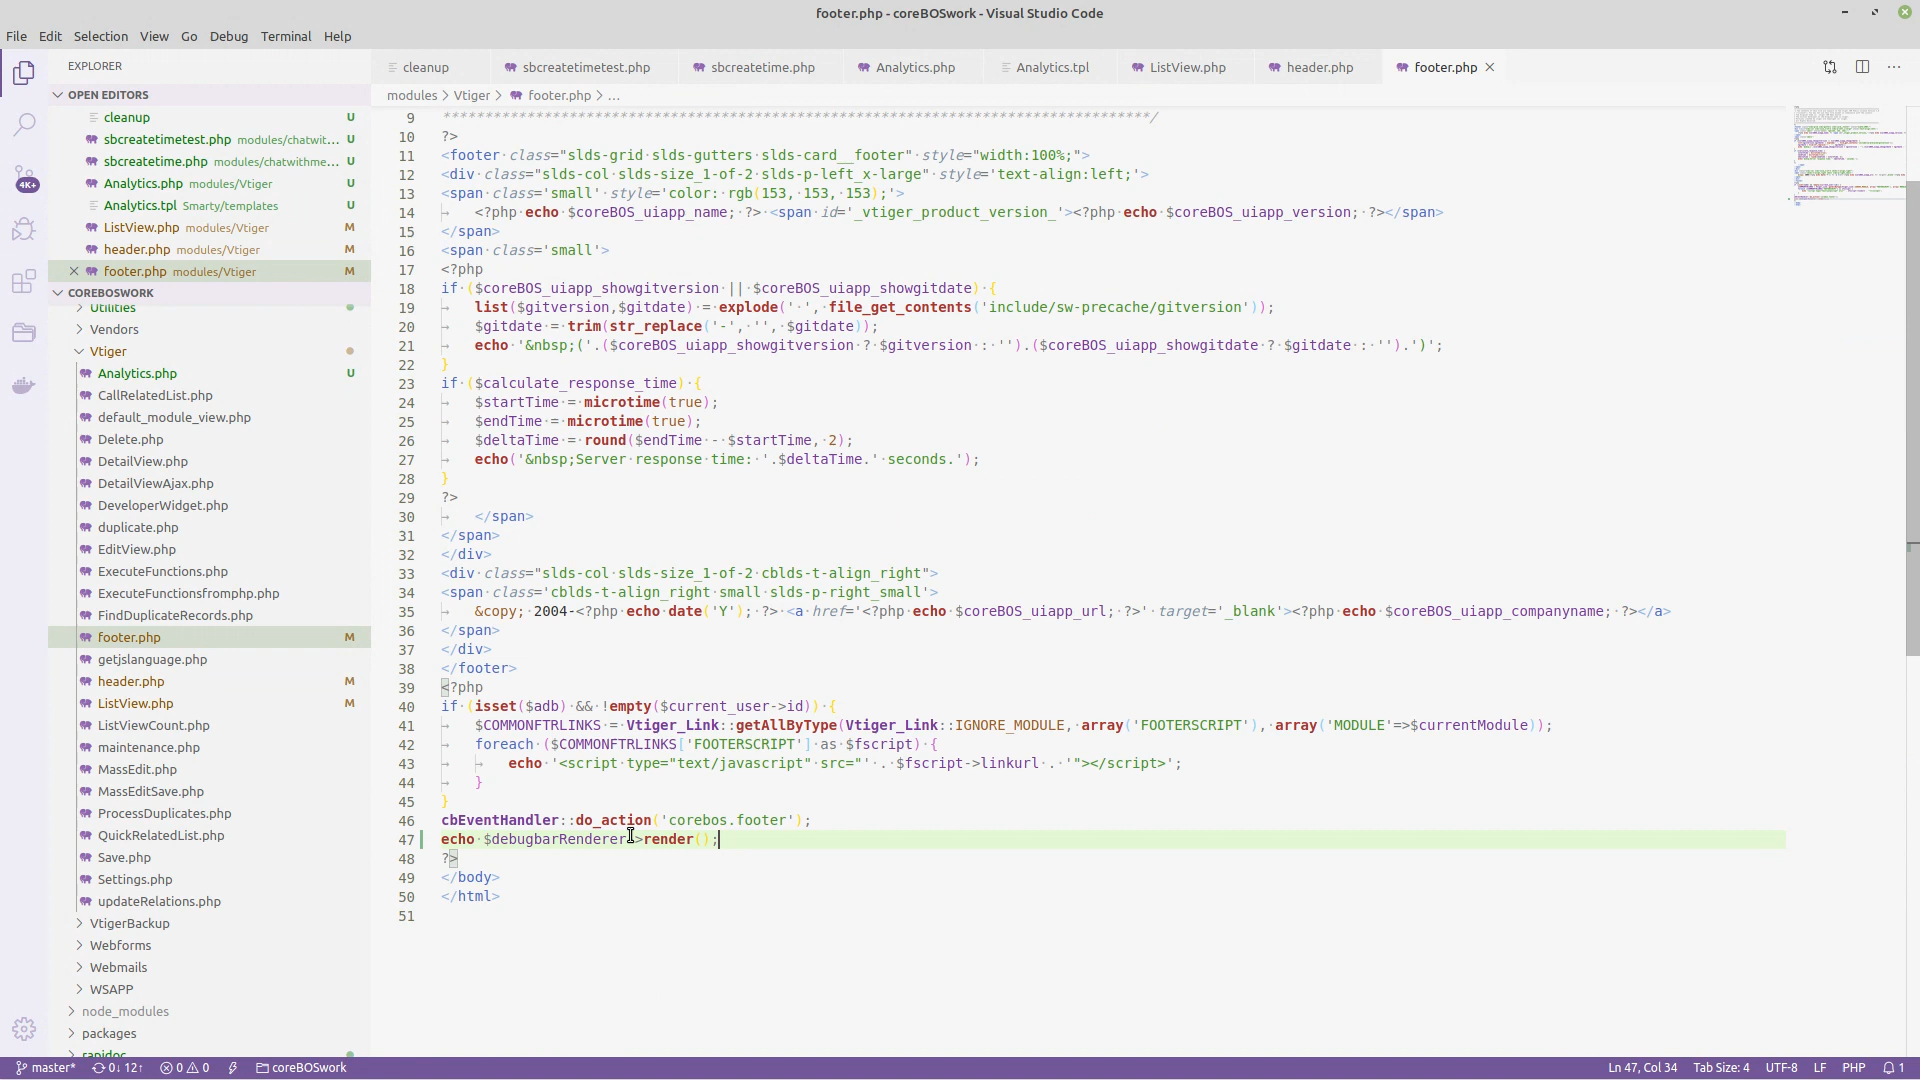 footer.php - coreBOSwork - Visual Studio Code
File Edit Selection View Go Debug Terminal Help
EXPLORER
OPEN EDITORS
cleanup U
sbcreatetimetest.php modules/chatwit... U
sbcreatetime.php modules/chatwithme... U
Analytics.php modules/Vtiger U
Analytics.tpl Smarty/templates U
ListView.php modules/Vtiger M
header.php modules/Vtiger M
footer.php modules/Vtiger M
COREBOSWORK
Utilities
Vendors
Vtiger
Analytics.php U
CallRelatedList.php
default_module_view.php
Delete.php
DetailView.php
DetailViewAjax.php
DeveloperWidget.php
duplicate.php
EditView.php
ExecuteFunctions.php
ExecuteFunctionsfromphp.php
FindDuplicateRecords.php
footer.php M
getjslanguage.php
header.php M
ListView.php M
ListViewCount.php
maintenance.php
MassEdit.php
MassEditSave.php
ProcessDuplicates.php
QuickRelatedList.php
Save.php
Settings.php
updateRelations.php
VtigerBackup
Webforms
Webmails
WSAPP
node_modules
packages
rapidoc
4K+
cleanup sbcreatetimetest.php sbcreatetime.php Analytics.php Analytics.tpl ListView.php header.php footer.php
modules > Vtiger > footer.php > ...
9 *************************************************************************************/
10 ?>
11 <footer class="slds-grid slds-gutters slds-card__footer" style="width:100%;">
12 <div class="slds-col slds-size_1-of-2 slds-p-left_x-large" style='text-align:left;'>
13 <span class='small' style='color: rgb(153, 153, 153);'>
14 <?php echo $coreBOS_uiapp_name; ?> <span id='_vtiger_product_version_'><?php echo $coreBOS_uiapp_version; ?></span>
15 </span>
16 <span class='small'>
17 <?php
18 if ($coreBOS_uiapp_showgitversion || $coreBOS_uiapp_showgitdate) {
19 list($gitversion,$gitdate) = explode(' ', file_get_contents('include/sw-precache/gitversion'));
20 $gitdate = trim(str_replace('-', '', $gitdate));
21 echo '&nbsp;('.($coreBOS_uiapp_showgitversion ? $gitversion : '').($coreBOS_uiapp_showgitdate ? $gitdate : '').')';
22 }
23 if ($calculate_response_time) {
24 $startTime = microtime(true);
25 $endTime = microtime(true);
26 $deltaTime = round($endTime - $startTime, 2);
27 echo('&nbsp;Server response time: '.$deltaTime.' seconds.');
28 }
29 ?>
30 </span>
31 </span>
32 </div>
33 <div class="slds-col slds-size_1-of-2 cblds-t-align_right">
34 <span class='cblds-t-align_right small slds-p-right_small'>
35 &copy; 2004-<?php echo date('Y'); ?> <a href='<?php echo $coreBOS_uiapp_url; ?>' target='_blank'><?php echo $coreBOS_uiapp_companyname; ?></a>
36 </span>
37 </div>
38 </footer>
39 <?php
40 if (isset($adb) && !empty($current_user->id)) {
41 $COMMONFTRLINKS = Vtiger_Link::getAllByType(Vtiger_Link::IGNORE_MODULE, array('FOOTERSCRIPT'), array('MODULE'=>$currentModule));
42 foreach ($COMMONFTRLINKS['FOOTERSCRIPT'] as $fscript) {
43 echo '<script type="text/javascript" src="' . $fscript->linkurl . '"></script>';
44 }
45 }
46 cbEventHandler::do_action('corebos.footer');
47 echo $debugbarRenderer->render();
48 ?>
49 </body>
50 </html>
51
master* 0↓ 12↑ 0 0 coreBOSwork Ln 47, Col 34 Tab Size: 4 UTF-8 LF PHP 1